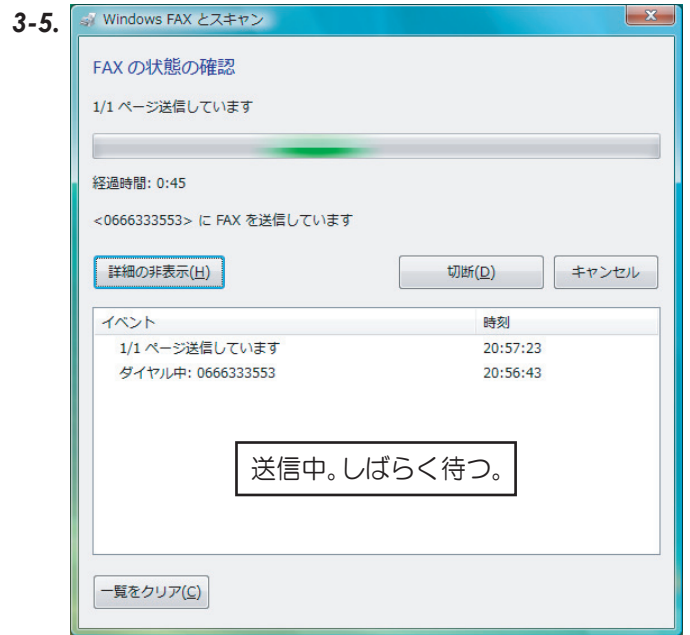 3-5.
Windows FAX とスキャン
FAX の状態の確認
1/1 ページ送信しています
経過時間: 0:45
<0666333553> に FAX を送信しています
詳細の非表示(H) 切断(D) キャンセル
イベント 時刻
1/1 ページ送信しています 20:57:23
ダイヤル中: 0666333553 20:56:43
送信中。しばらく待つ。
一覧をクリア(C)